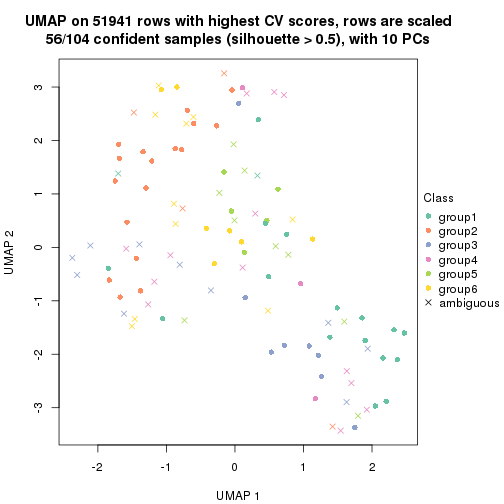 UMAP on 51941 rows with highest CV scores, rows are scaled
56/104 confident samples (silhouette > 0.5), with 10 PCs
3
2
1
0
-1
-2
-3
UMAP 2
-2
-1
0
1
2
UMAP 1
Class
group1
group2
group3
group4
group5
group6
ambiguous